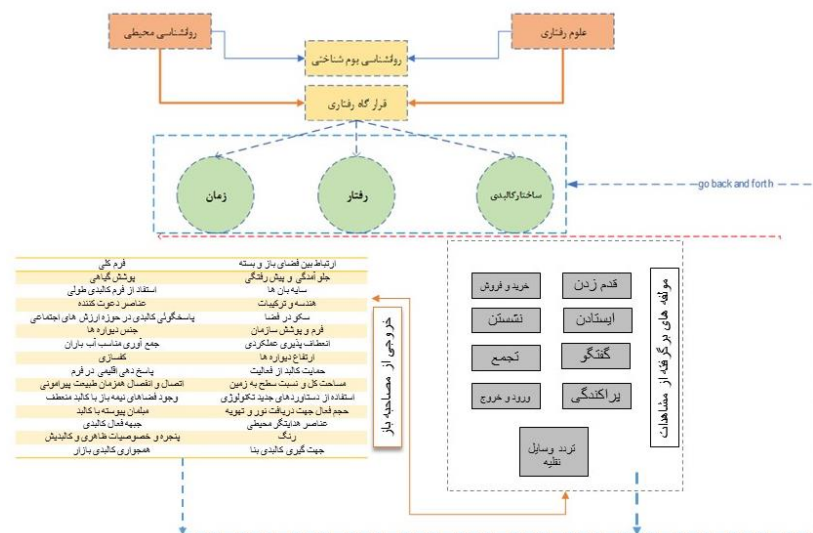 علوم رفتاری
روانشناسی محیطی
روانشناسی بوم شناختی
قرار گاه رفتاری
ساختارکالبدی
رفتار
زمان
go back and forth
مولفه های برگرفته از مشاهدات
قدم زدن
خرید و فروش
ایستادن
نشستن
گفتگو
تجمع
پراکندگی
ورود و خروج
تردد وسایل
نقلیه
خروجی از مصاحبه باز
ارتباط بین فضای باز و بسته
فرم کلی
جلو آمدگی و پیش رفتگی
پوشش گیاهی
سایه بان ها
استفاد از فرم کالبدی طولی
هندسه و ترکیبات
عناصر دعوت کننده
سکو در فضا
پاسخگوئی کالبدی در حوزه ارزش های اجتماعی
فرم و پوشش سازمان
جنس دیواره ها
انعطاف پذیری عملکردی
جمع آوری مناسب آب باران
ارتفاع دیواره ها
کفسازی
حمایت کالبد از فعالیت
پاسخ دهی اقلیمی در فرم
مساحت کل و نسبت سطح به زمین
اتصال و انفصال همزمان طبیعت پیرامونی
استفاده از دستاوردهای جدید تکنولوژی
وجود فضاهای نیمه باز با کالبد منعطف
حجم فعال جهت دریافت نور و تهویه
مبلمان پیوسته با کالبد
عناصر هدایتگر محیطی
جبهه فعال کالبدی
رنگ
پنجره و خصوصیات ظاهری و کالبدیش
جهت گیری کالبدی بنا
همجواری کالبدی بازار